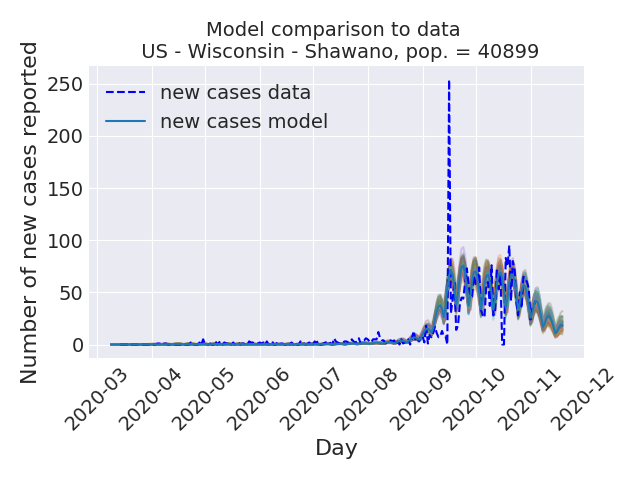 Model comparison to data
US - Wisconsin - Shawano, pop. = 40899
Number of new cases reported
250
200
150
100
50
0
new cases data
new cases model
2020-03
2020-04
2020-05
2020-06
2020-07
2020-08
2020-09
2020-10
2020-11
2020-12
Day